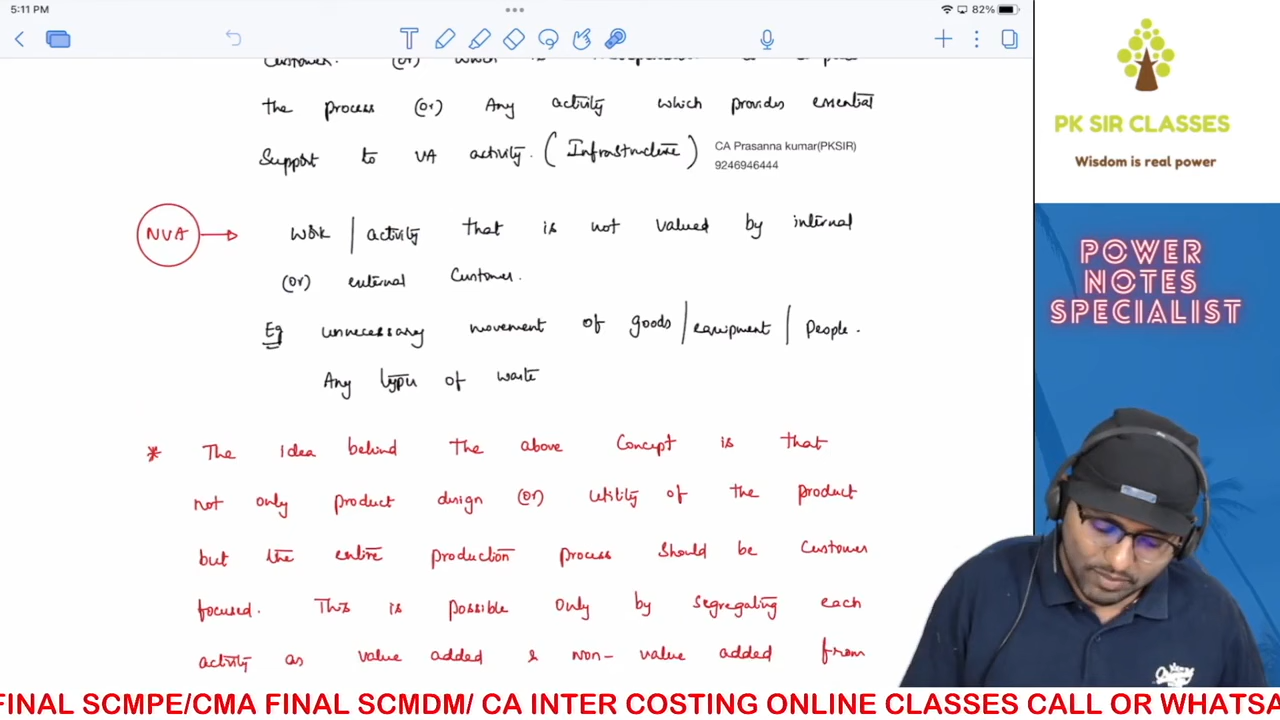 5:11 PM
82%
T
Customer. (or) which is
PK SIR CLASSES
Wisdom is real power
the process (or) Any activity which provides essential
Support to VA activity. (Infrastructure)
CA Prasanna kumar(PKSIR)
9246946444
NVA
Work | activity that is not valued by internal
(or) external Customer.
Eg unnecessary movement of goods | equipment | People.
Any type of waste
POWER
NOTES
SPECIALIST
* The idea behind the above Concept is that
not only product design (or) utility of the product
but the entire production process should be Customer
focused. This is possible only by segregating each
activity as value added & non-value added from
FINAL SCMPE/CMA FINAL SCMDM/ CA INTER COSTING ONLINE CLASSES CALL OR WHATSA